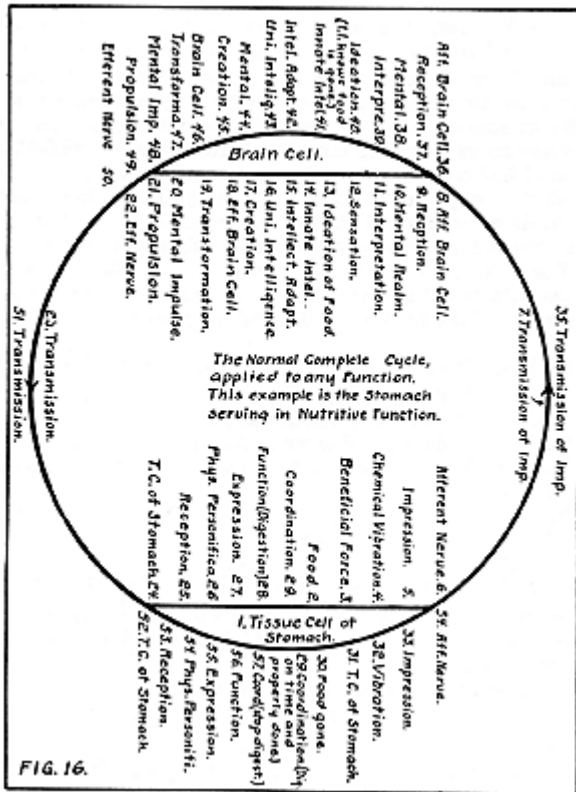 Aff. Brain Cell. 36.
Reception. 37.
Mental. 38.
Interpre. 39.
Ideation. 40.
(I.I. knows food
is gone.)
Innate Intel. 41.
Intel. Adapt. 42.
Uni. Intelig. 43.
Mental. 44.
Creation. 45.
Brain Cell. 46.
Transforma. 47.
Mental Imp. 48.
Propulsion. 49.
Efferent Nerve 50.
Brain Cell.
8. Aff. Brain Cell.
9. Reception.
10. Mental Realm.
11. Interpretation.
12. Sensation.
13. Ideation of Food.
14. Innate Intel.
15. Intellect. Adapt.
16. Uni. Intelligence
17. Creation.
18. Eff. Brain Cell.
19. Transformation.
20. Mental Impulse.
21. Propulsion.
22. Eff. Nerve.
35. Transmission of Imp.
7. Transmission of Imp.
The Normal Complete Cycle,
applied to any Function.
This example is the Stomach
serving in Nutritive Function.
23. Transmission.
51. Transmission.
Afferent Nerve. 6.
Impression. 5.
Chemical Vibration. 4.
Beneficial Force. 3.
Food. 2.
Coordination. 29.
Function (Digestion) 28.
Expression. 27.
Phys. Personifica. 26
Reception. 25.
T.C. of Stomach. 24.
1. Tissue Cell of
Stomach.
34. Aff. Nerve.
33. Impression.
32. Vibration.
31. T.C. of Stomach.
30. Food gone.
29. Coordination. (Dig.
on time and
properly done.)
57. Coord. (stop digest.)
56. Function.
55. Expression.
54. Phys. Personifi.
53. Reception.
52. T.C. of Stomach.
FIG. 16.